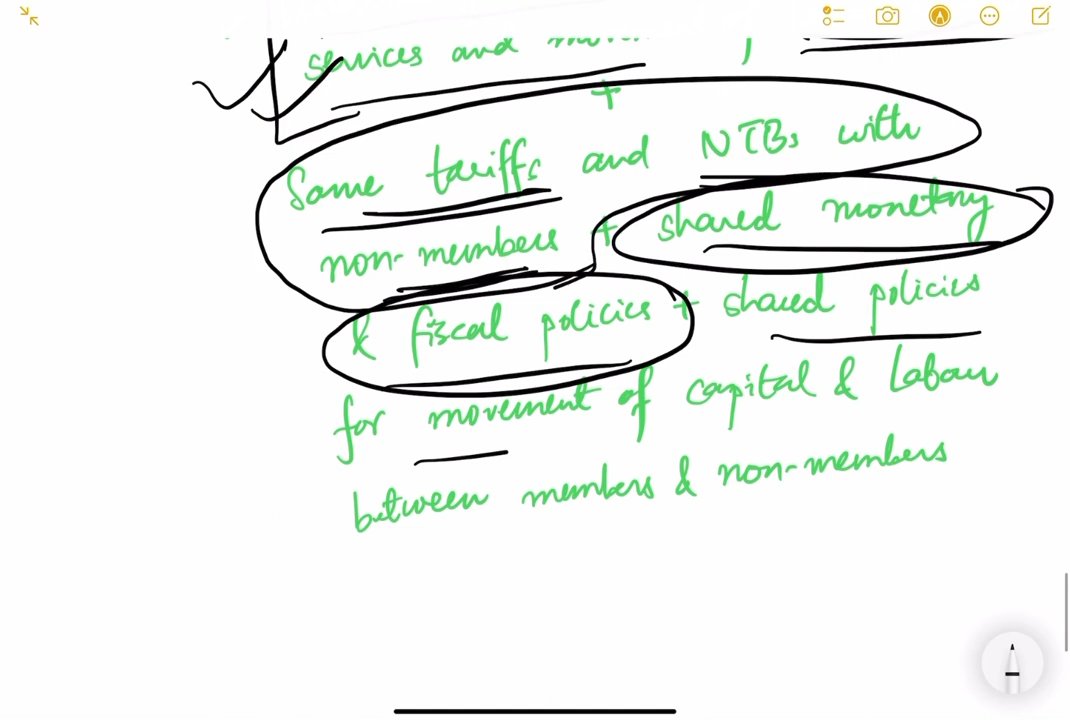 services and
+
Same tariffs and NTBs with
non-members + shared monetary
& fiscal policies + shared policies
for movement of capital & labour
between members & non-members